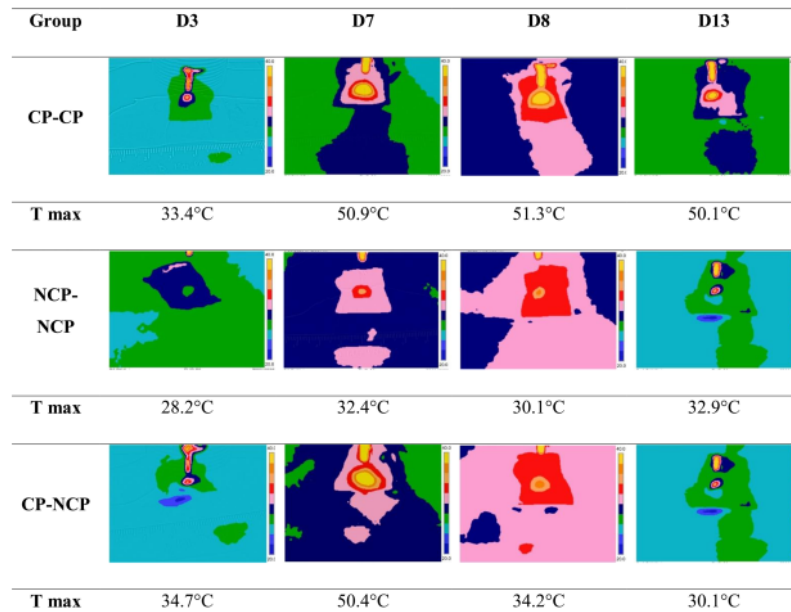 Group D3 D7 D8 D13
CP-CP
T max 33.4°C 50.9°C 51.3°C 50.1°C
NCP-
NCP
T max 28.2°C 32.4°C 30.1°C 32.9°C
CP-NCP
T max 34.7°C 50.4°C 34.2°C 30.1°C